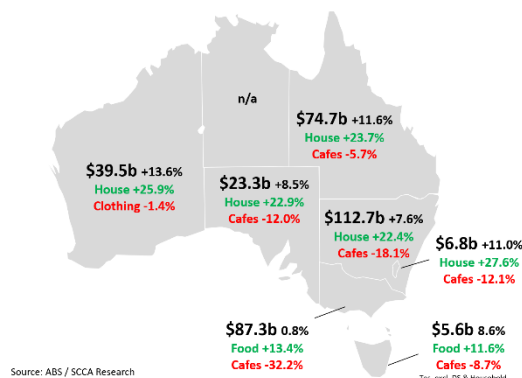 n/a
$74.7b +11.6%
House +23.7%
Cafes -5.7%
$39.5b +13.6%
House +25.9%
Clothing -1.4%
$23.3b +8.5%
House +22.9%
Cafes -12.0%
$112.7b +7.6%
House +22.4%
Cafes -18.1%
$6.8b +11.0%
House +27.6%
Cafes -12.1%
$87.3b 0.8%
Food +13.4%
Cafes -32.2%
$5.6b 8.6%
Food +11.6%
Cafes -8.7%
Source: ABS / SCCA Research